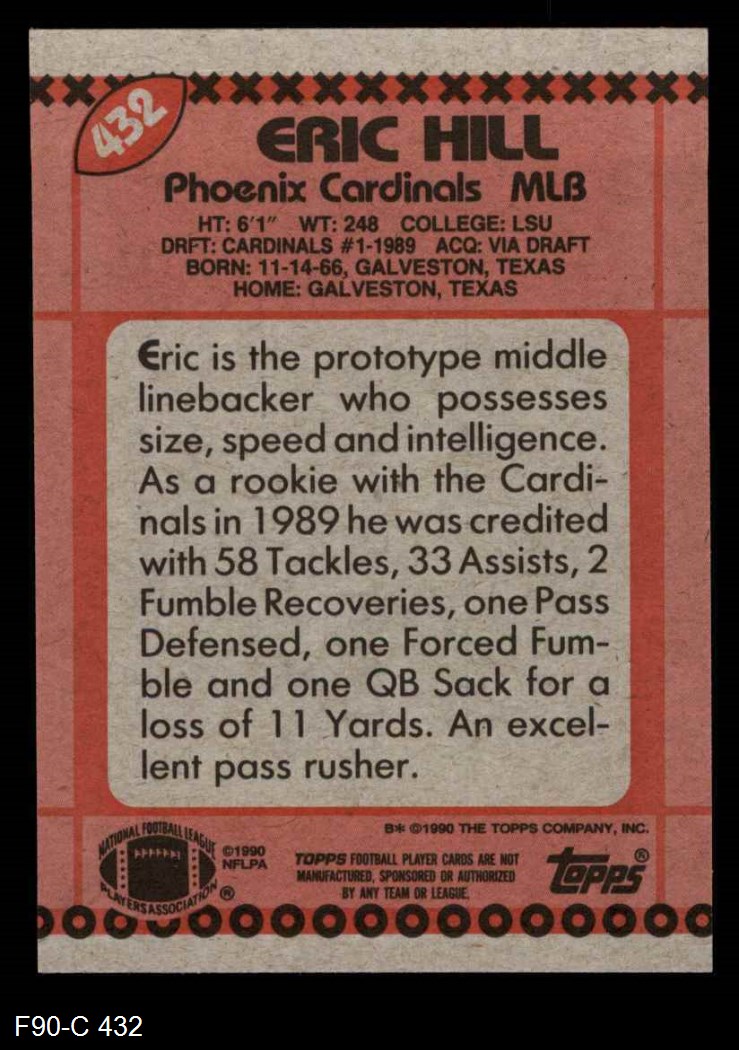 432
ERIC HILL
Phoenix Cardinals MLB
HT: 6'1" WT: 248 COLLEGE: LSU
DRFT: CARDINALS #1-1989 ACQ: VIA DRAFT
BORN: 11-14-66, GALVESTON, TEXAS
HOME: GALVESTON, TEXAS
Eric is the prototype middle
linebacker who possesses
size, speed and intelligence.
As a rookie with the Cardi-
nals in 1989 he was credited
with 58 Tackles, 33 Assists, 2
Fumble Recoveries, one Pass
Defensed, one Forced Fum-
ble and one QB Sack for a
loss of 11 Yards. An excel-
lent pass rusher.
B* ©1990 THE TOPPS COMPANY, INC.
NATIONAL FOOTBALL LEAGUE
PLAYERS ASSOCIATION ®
©1990
NFLPA
TOPPS FOOTBALL PLAYER CARDS ARE NOT
MANUFACTURED, SPONSORED OR AUTHORIZED
BY ANY TEAM OR LEAGUE.
topps®
F90-C 432